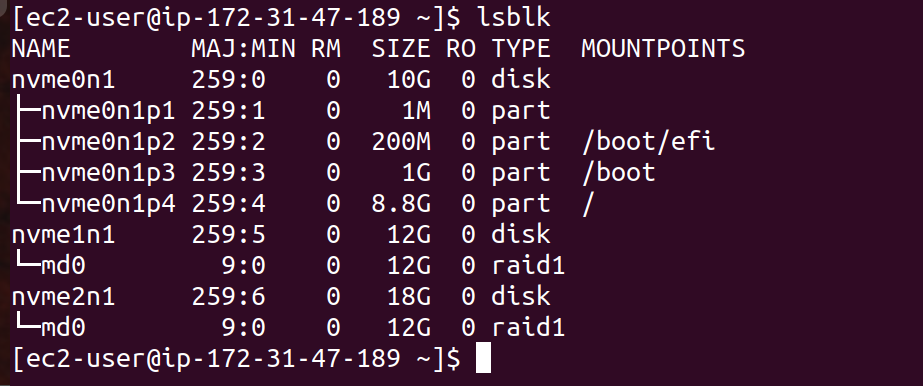 [ec2-user@ip-172-31-47-189 ~]$ lsblk
NAME        MAJ:MIN RM  SIZE RO TYPE  MOUNTPOINTS
nvme0n1     259:0    0   10G  0 disk
├─nvme0n1p1 259:1    0    1M  0 part
├─nvme0n1p2 259:2    0  200M  0 part  /boot/efi
├─nvme0n1p3 259:3    0    1G  0 part  /boot
└─nvme0n1p4 259:4    0  8.8G  0 part  /
nvme1n1     259:5    0   12G  0 disk
└─md0         9:0    0   12G  0 raid1
nvme2n1     259:6    0   18G  0 disk
└─md0         9:0    0   12G  0 raid1
[ec2-user@ip-172-31-47-189 ~]$